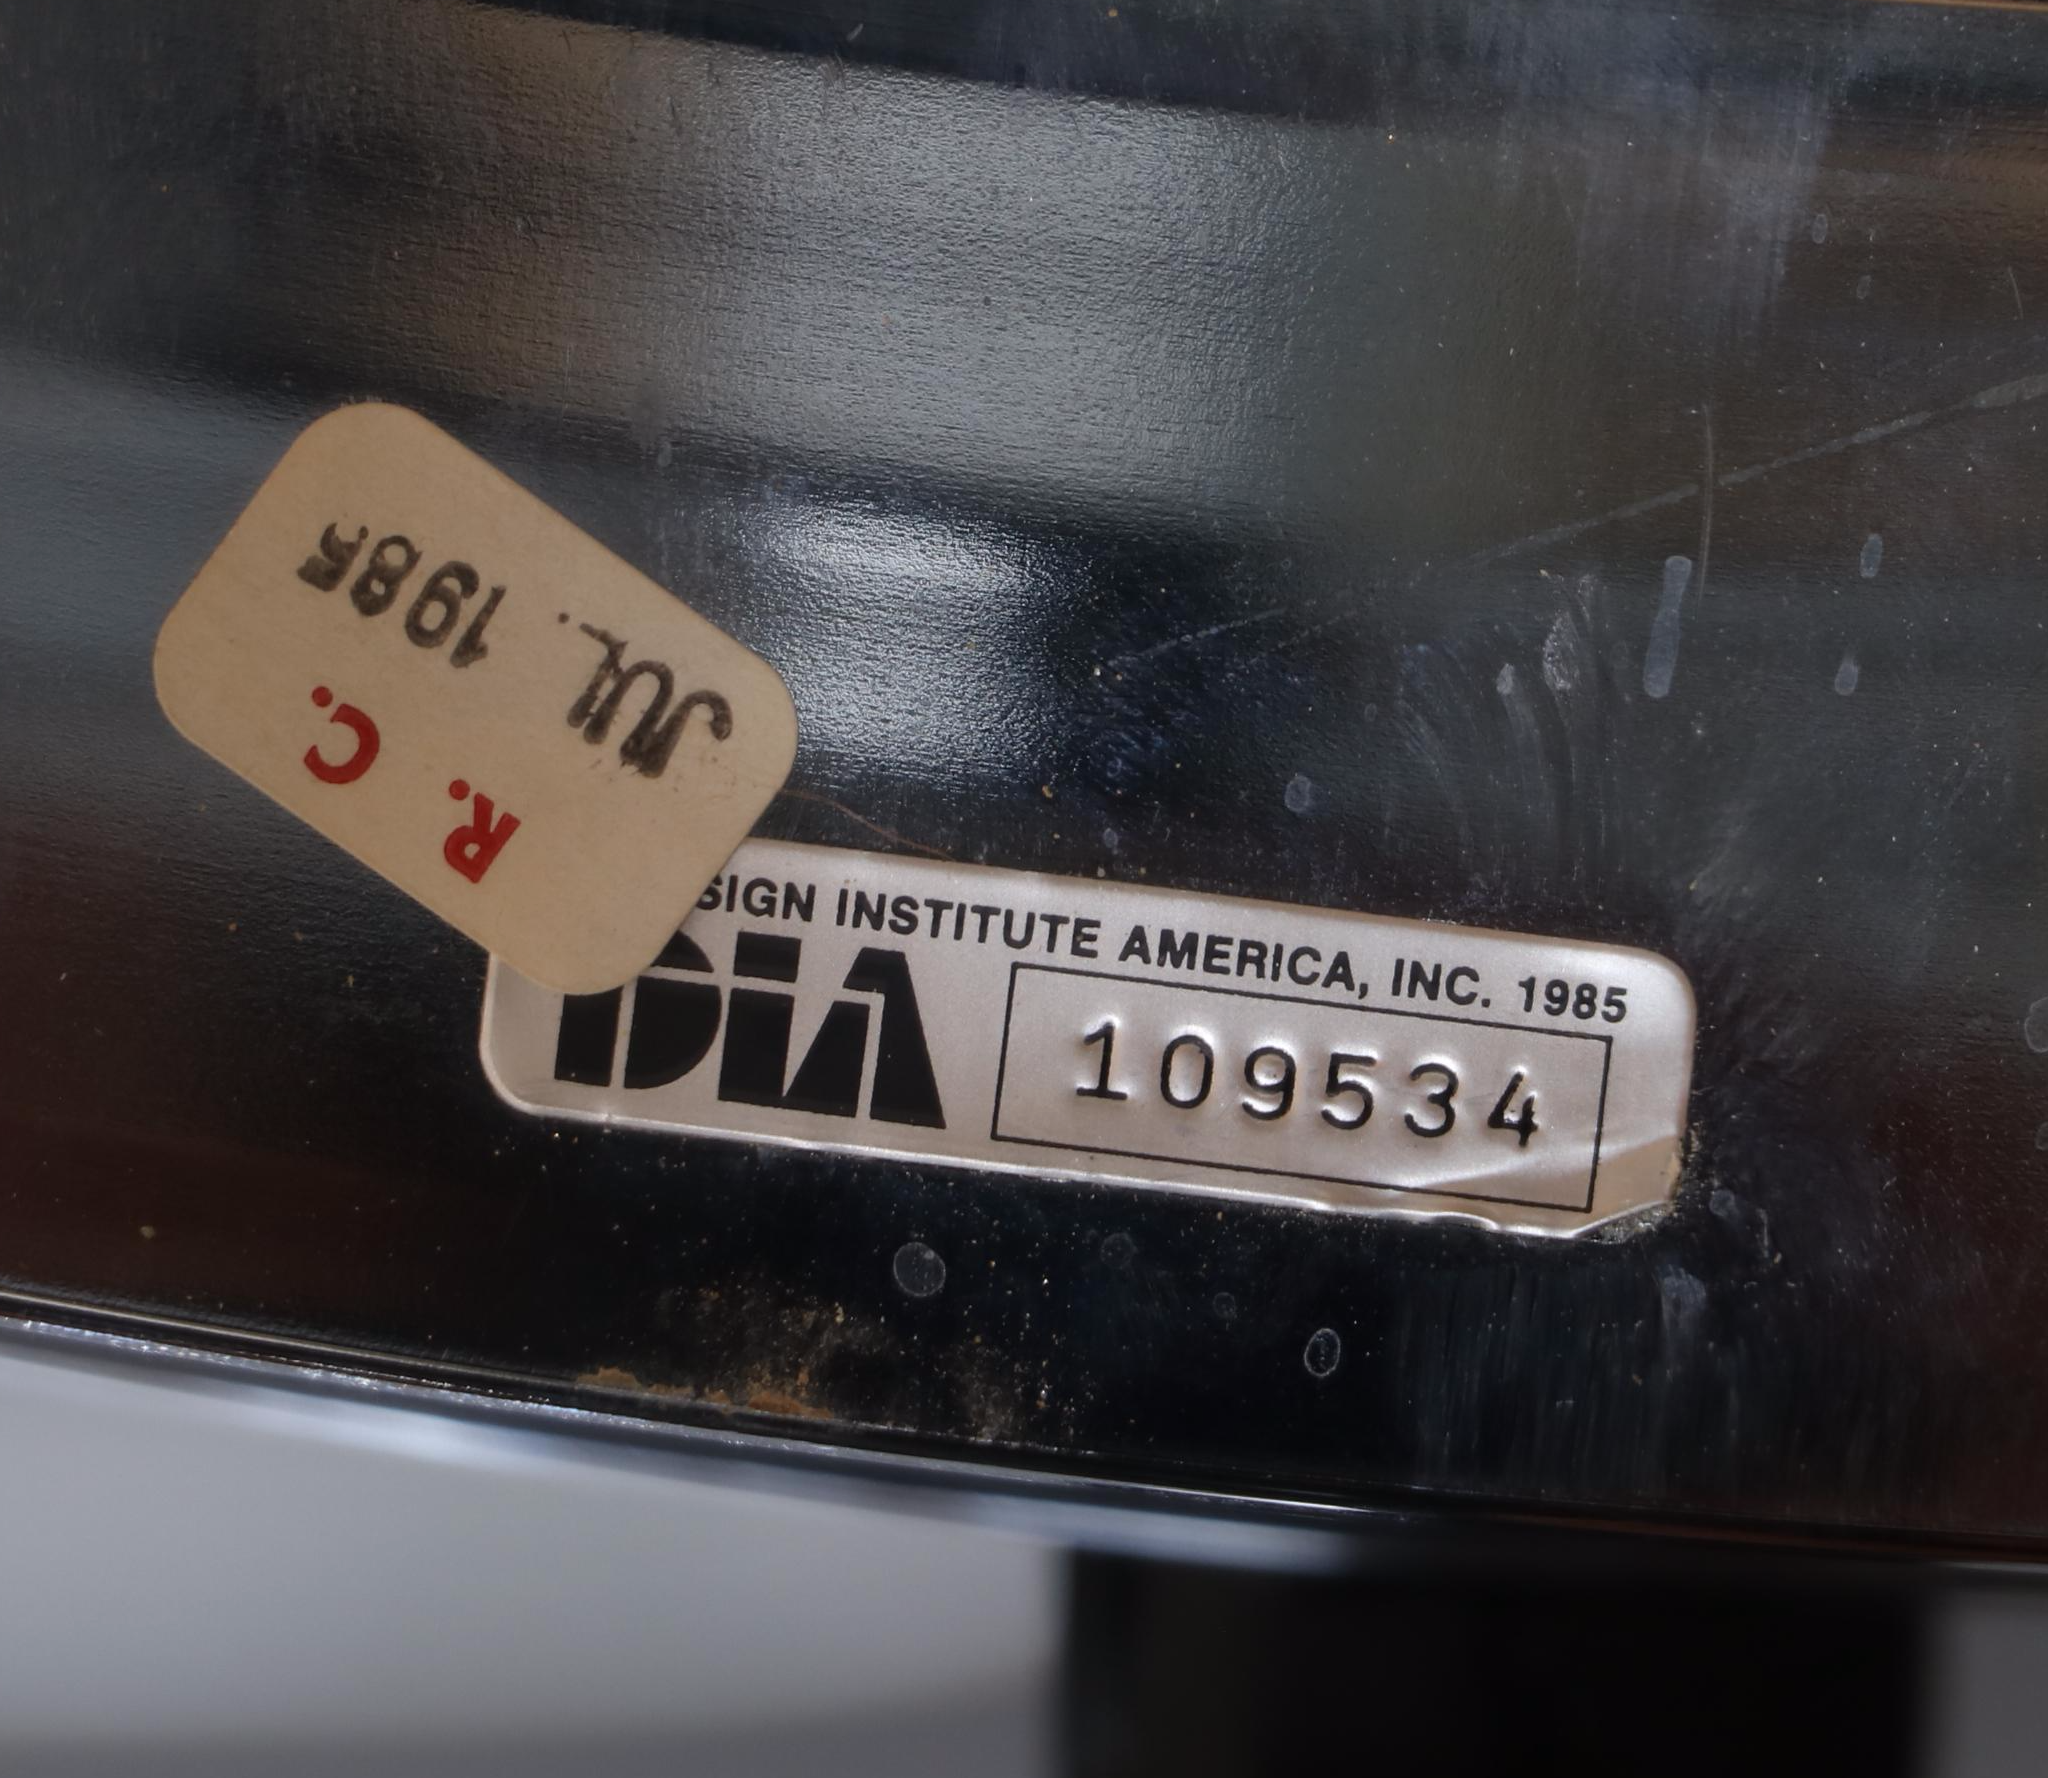 R. C.
JUL. 1985
SIGN INSTITUTE AMERICA, INC. 1985
DIA
109534